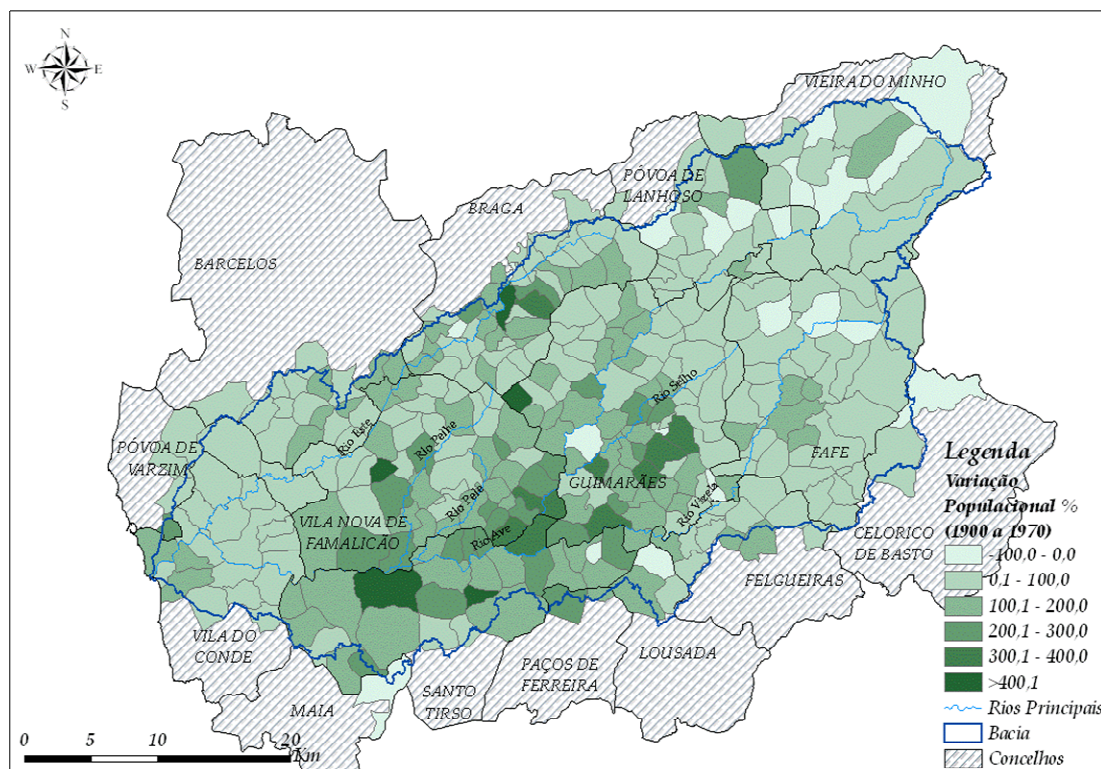 N
W E
S
VIEIRA DO MINHO
PÓVOA DE
LANHOSO
BRAGA
BARCELOS
Rio Selho
Rio Este
Rio Pelhe
PÓVOA DE
VARZIM
FAFE
GUIMARÃES
Rio Pele
Rio Vizela
VILA NOVA DE
FAMALICÃO
Rio Ave
CELORICO
DE BASTO
FELGUEIRAS
VILA DO
CONDE
LOUSADA
PAÇOS DE
FERREIRA
SANTO
TIRSO
MAIA
Legenda
Variação
Populacional %
(1900 a 1970)
-100,0 - 0,0
0,1 - 100,0
100,1 - 200,0
200,1 - 300,0
300,1 - 400,0
>400,1
Rios Principais
Bacia
Concelhos
0 5 10 20
Km